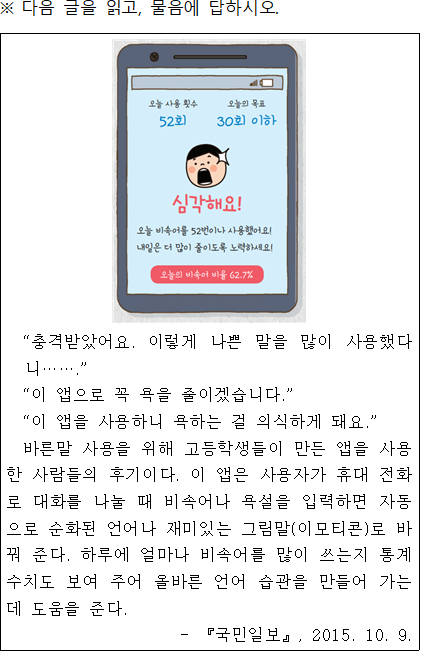 ※ 다음 글을 읽고, 물음에 답하시오.
오늘 사용 횟수 오늘의 목표
52회 30회 이하
심각해요!
오늘 비속어를 52번이나 사용했어요!
내일은 더 많이 줄이도록 노력하세요!
오늘의 비속어 비율 62.7%
“충격받았어요. 이렇게 나쁜 말을 많이 사용했다
니…….”
“이 앱으로 꼭 욕을 줄이겠습니다.”
“이 앱을 사용하니 욕하는 걸 의식하게 돼요.”
바른말 사용을 위해 고등학생들이 만든 앱을 사용
한 사람들의 후기이다. 이 앱은 사용자가 휴대 전화
로 대화를 나눌 때 비속어나 욕설을 입력하면 자동
으로 순화된 언어나 재미있는 그림말(이모티콘)로 바
꿔 준다. 하루에 얼마나 비속어를 많이 쓰는지 통계
수치도 보여 주어 올바른 언어 습관을 만들어 가는
데 도움을 준다.
- 『국민일보』, 2015. 10. 9.